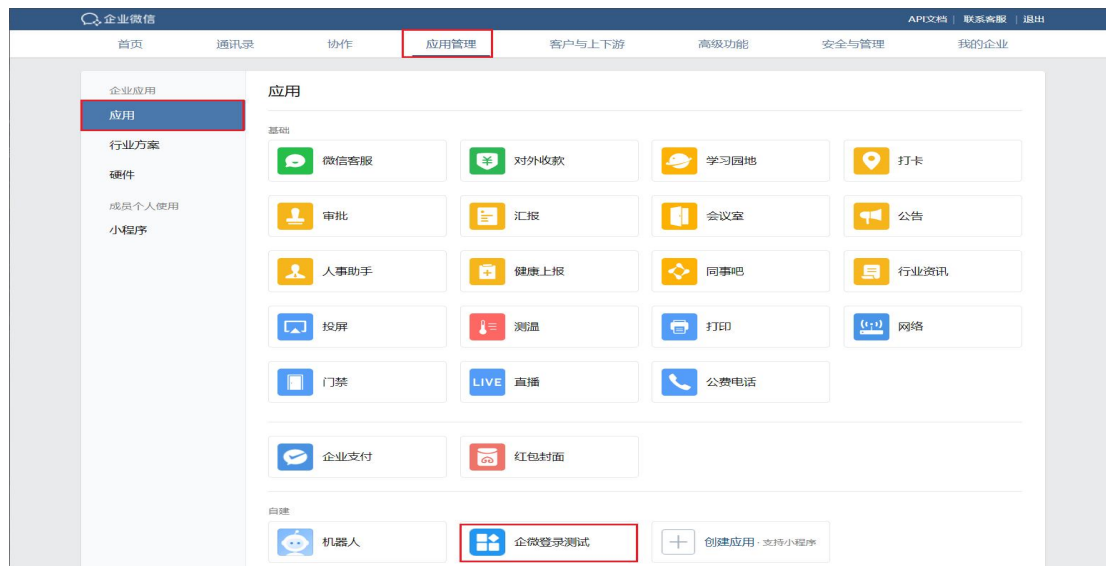 企业微信
API文档 | 联系客服 | 退出
首页 通讯录 协作 应用管理 客户与上下游 高级功能 安全与管理 我的企业
企业应用
应用
行业方案
硬件
成员个人使用
小程序
应用
基础
微信客服 对外收款 学习园地 打卡
审批 汇报 会议室 公告
人事助手 健康上报 同事吧 行业资讯
投屏 测温 打印 网络
门禁 LIVE 直播 公费电话
企业支付 红包封面
自建
机器人 企微登录测试 创建应用 · 支持小程序